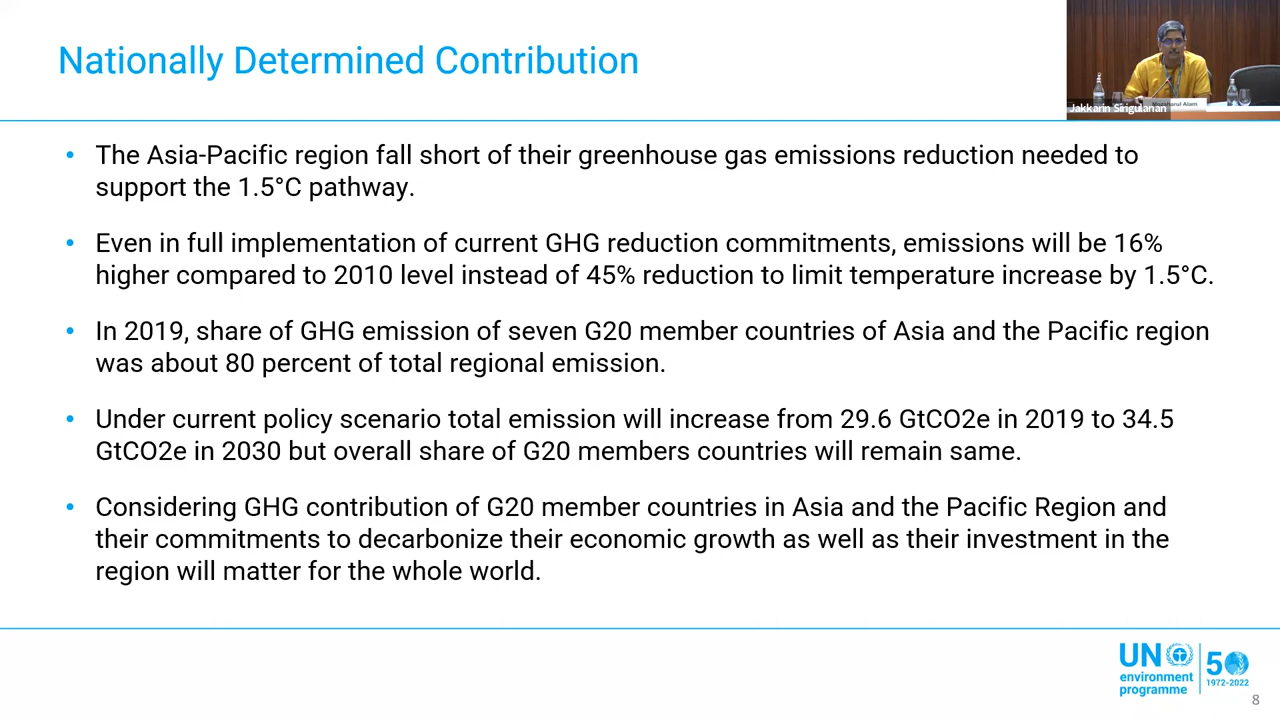 Nationally Determined Contribution
Jakkarin Sirigulanan
Mozaharul Alam
• The Asia-Pacific region fall short of their greenhouse gas emissions reduction needed to
support the 1.5°C pathway.
• Even in full implementation of current GHG reduction commitments, emissions will be 16%
higher compared to 2010 level instead of 45% reduction to limit temperature increase by 1.5°C.
• In 2019, share of GHG emission of seven G20 member countries of Asia and the Pacific region
was about 80 percent of total regional emission.
• Under current policy scenario total emission will increase from 29.6 GtCO2e in 2019 to 34.5
GtCO2e in 2030 but overall share of G20 members countries will remain same.
• Considering GHG contribution of G20 member countries in Asia and the Pacific Region and
their commitments to decarbonize their economic growth as well as their investment in the
region will matter for the whole world.
UN
environment
programme
50
1972-2022
8